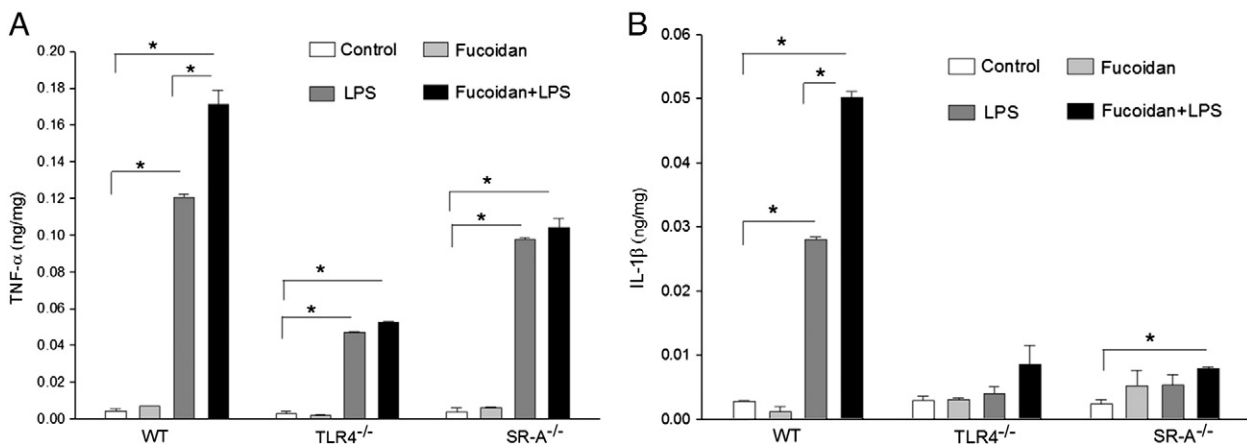 A
TNF-α (ng/mg)
0.20
0.18
0.16
0.14
0.12
0.10
0.08
0.06
0.04
0.02
0.00
Control
Fucoidan
LPS
Fucoidan+LPS
*
*
*
*
*
*
*
WT
TLR4-/-
SR-A-/-
B
IL-1β (ng/mg)
0.06
0.05
0.04
0.03
0.02
0.01
0.00
Control
Fucoidan
LPS
Fucoidan+LPS
*
*
*
*
WT
TLR4-/-
SR-A-/-